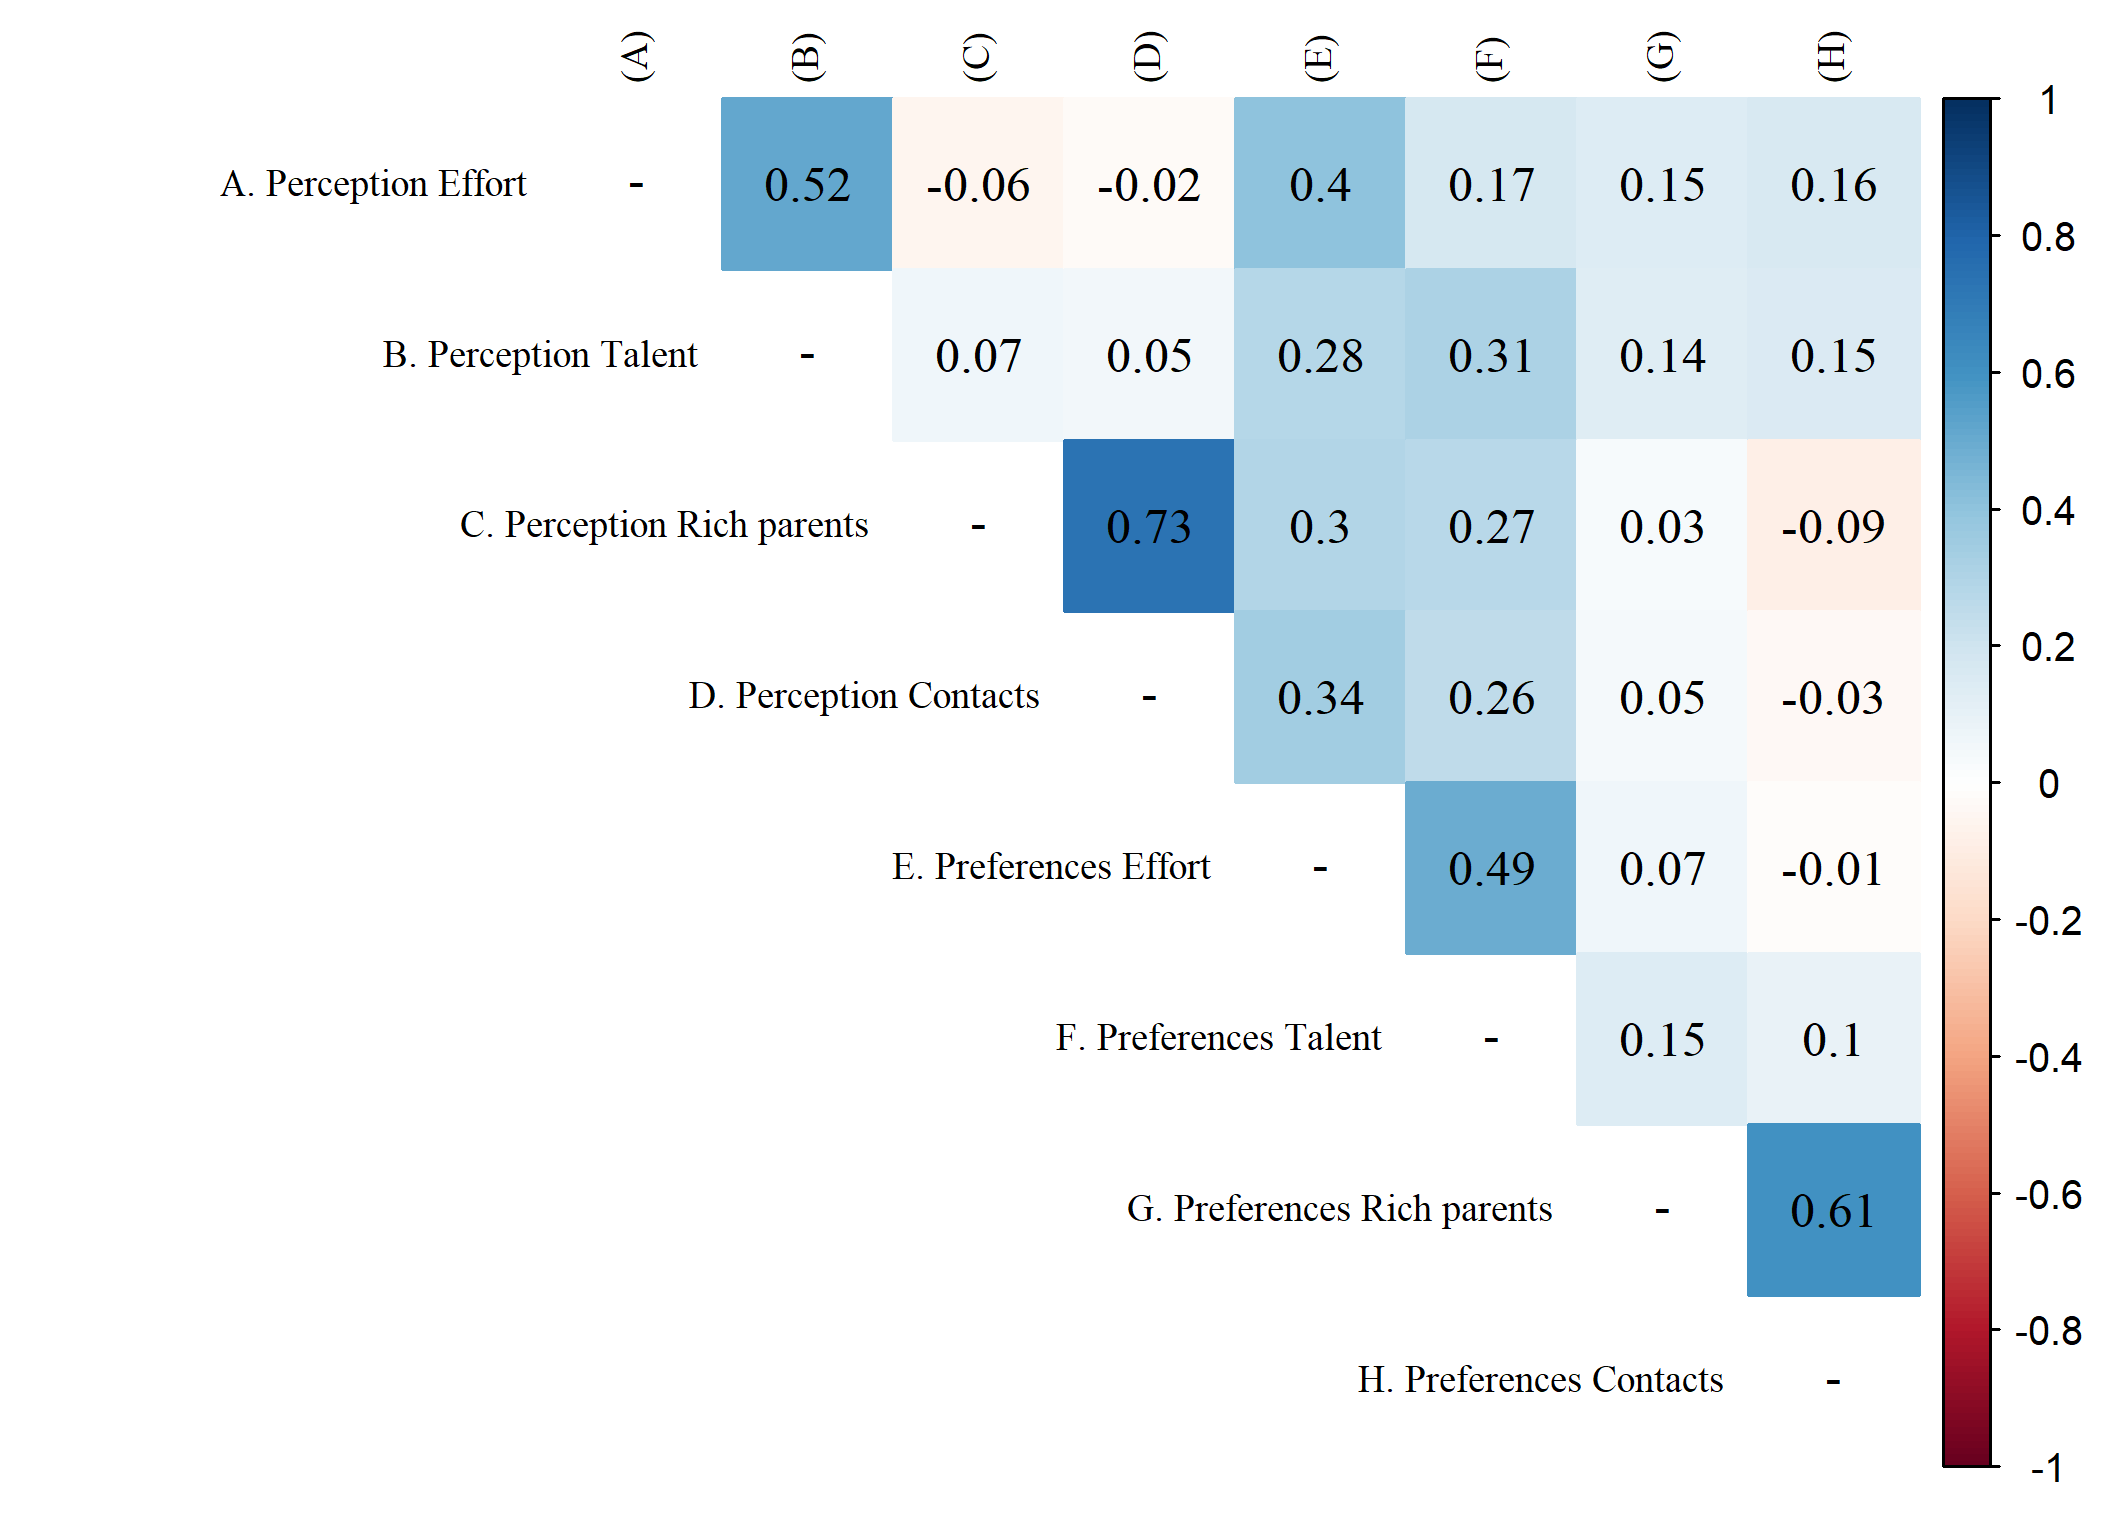 (A) (B) (C) (D) (E) (F) (G) (H)
A. Perception Effort - 0.52 -0.06 -0.02 0.4 0.17 0.15 0.16
B. Perception Talent - 0.07 0.05 0.28 0.31 0.14 0.15
C. Perception Rich parents - 0.73 0.3 0.27 0.03 -0.09
D. Perception Contacts - 0.34 0.26 0.05 -0.03
E. Preferences Effort - 0.49 0.07 -0.01
F. Preferences Talent - 0.15 0.1
G. Preferences Rich parents - 0.61
H. Preferences Contacts -
1
0.8
0.6
0.4
0.2
0
-0.2
-0.4
-0.6
-0.8
-1